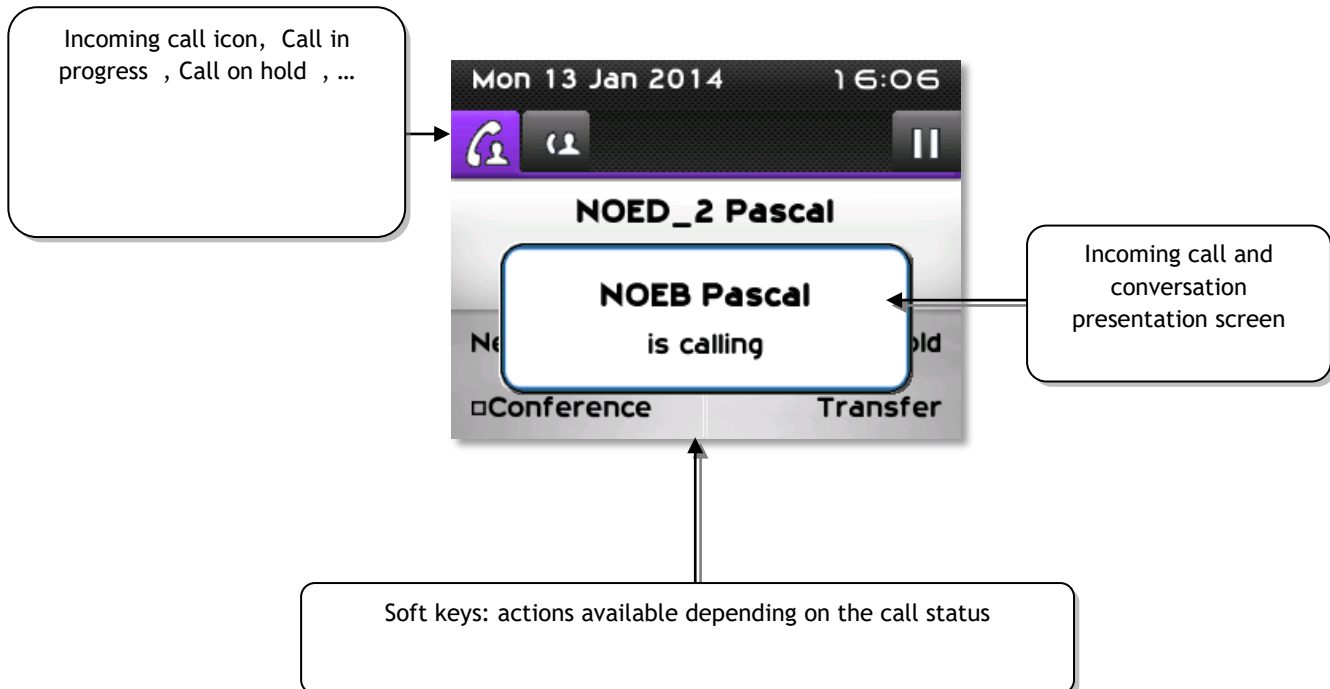 Incoming call icon, Call in
progress , Call on hold , ...
Mon 13 Jan 2014 16:06
NOED_2 Pascal
NOEB Pascal
is calling
Incoming call and
conversation
presentation screen
□Conference Transfer
Soft keys: actions available depending on the call status